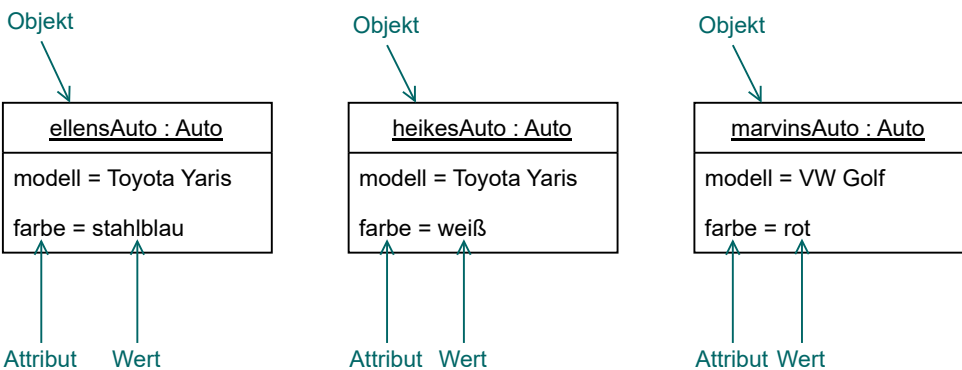 Objekt
ellensAuto : Auto
modell = Toyota Yaris
farbe = stahlblau
Attribut
Wert
Objekt
heikesAuto : Auto
modell = Toyota Yaris
farbe = weiß
Attribut
Wert
Objekt
marvinsAuto : Auto
modell = VW Golf
farbe = rot
Attribut
Wert